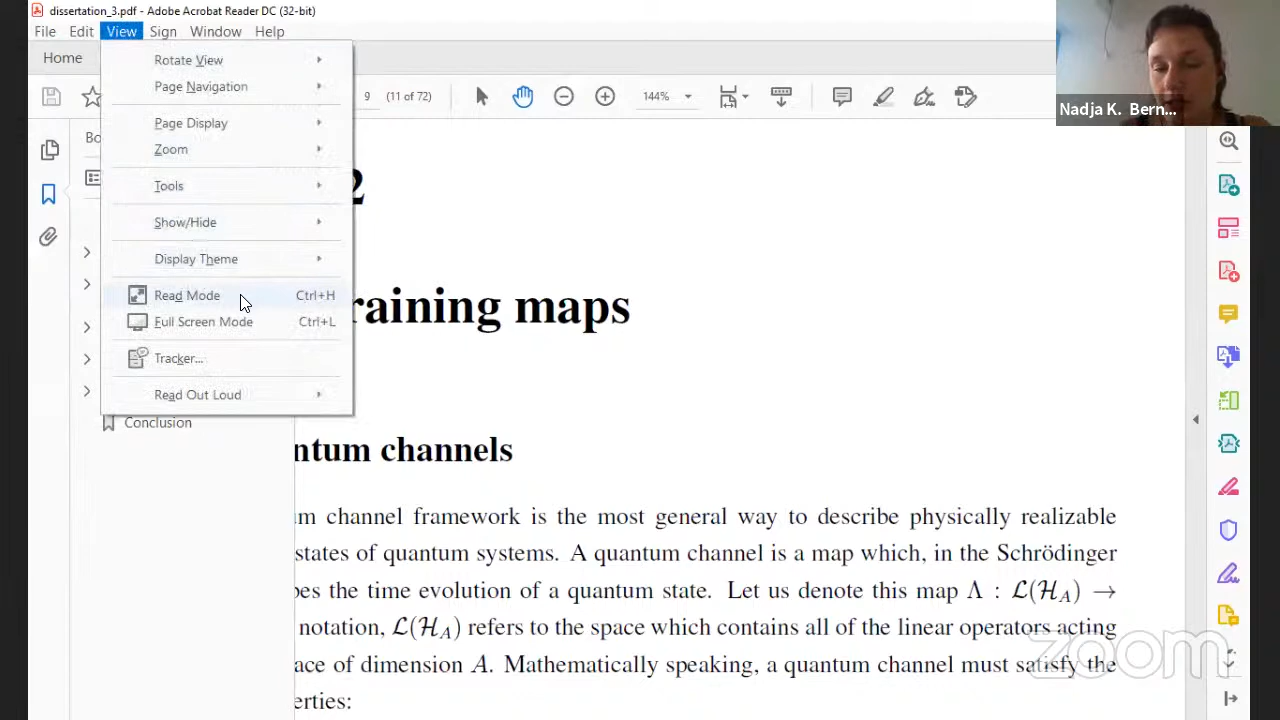 dissertation_3.pdf - Adobe Acrobat Reader DC (32-bit)
File Edit View Sign Window Help
Home
9 (11 of 72) 144%
Nadja K. Bern...
Bo
Rotate View
Page Navigation
Page Display
Zoom
Tools
Show/Hide
Display Theme
Read Mode Ctrl+H
Full Screen Mode Ctrl+L
Tracker...
Read Out Loud
Conclusion
2
raining maps
ntum channels
um channel framework is the most general way to describe physically realizable
states of quantum systems. A quantum channel is a map which, in the Schrödinger
bes the time evolution of a quantum state. Let us denote this map Λ : ℒ(ℋ_A) →
notation, ℒ(ℋ_A) refers to the space which contains all of the linear operators acting
ace of dimension A. Mathematically speaking, a quantum channel must satisfy the
erties:
zoom